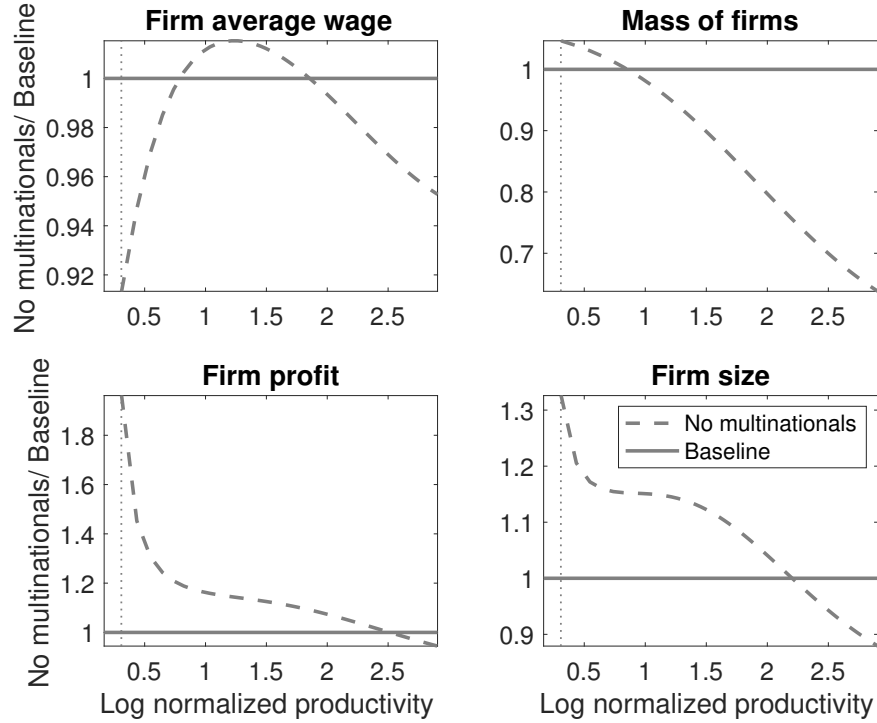 Firm average wage
No multinationals/ Baseline
1
0.98
0.96
0.94
0.92
0.5 1 1.5 2 2.5
Mass of firms
1
0.9
0.8
0.7
0.5 1 1.5 2 2.5
Firm profit
No multinationals/ Baseline
1.8
1.6
1.4
1.2
1
0.5 1 1.5 2 2.5
Log normalized productivity
Firm size
No multinationals
Baseline
1.3
1.2
1.1
1
0.9
0.5 1 1.5 2 2.5
Log normalized productivity